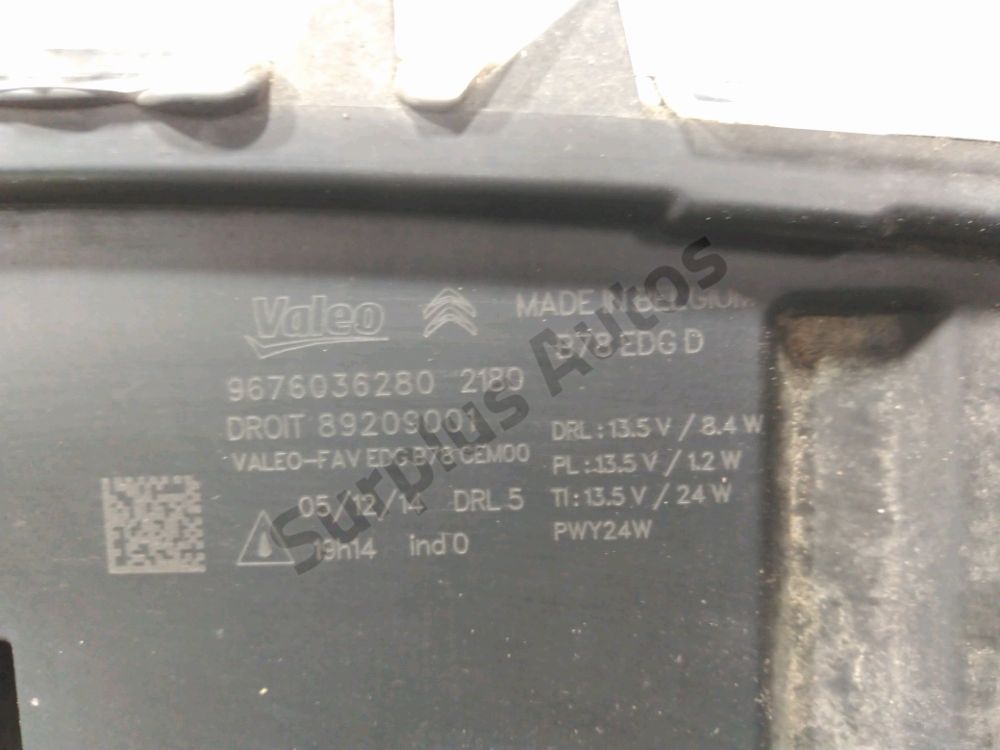 Valeo
MADE IN BELGIUM
B78 EDG D
9676036280 2180
DROIT 89209001
VALEO-FAV EDG B78 CEM00
DRL : 13.5 V / 8.4 W
PL : 13.5 V / 1.2 W
TI : 13.5 V / 24 W
PWY24W
05/12/14 DRL 5
19h14 ind 0
Surplus Autos